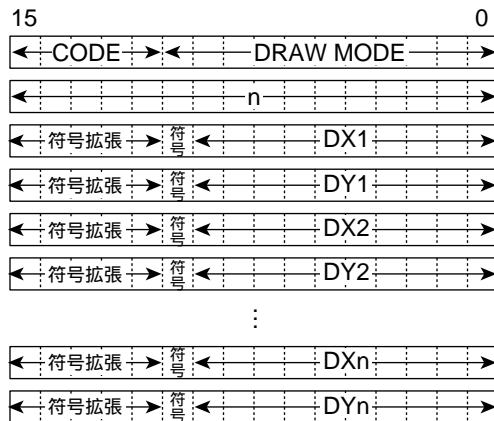 15 0
CODE DRAW MODE
n
符号拡張 符号 DX1
符号拡張 符号 DY1
符号拡張 符号 DX2
符号拡張 符号 DY2
⋮
符号拡張 符号 DXn
符号拡張 符号 DYn